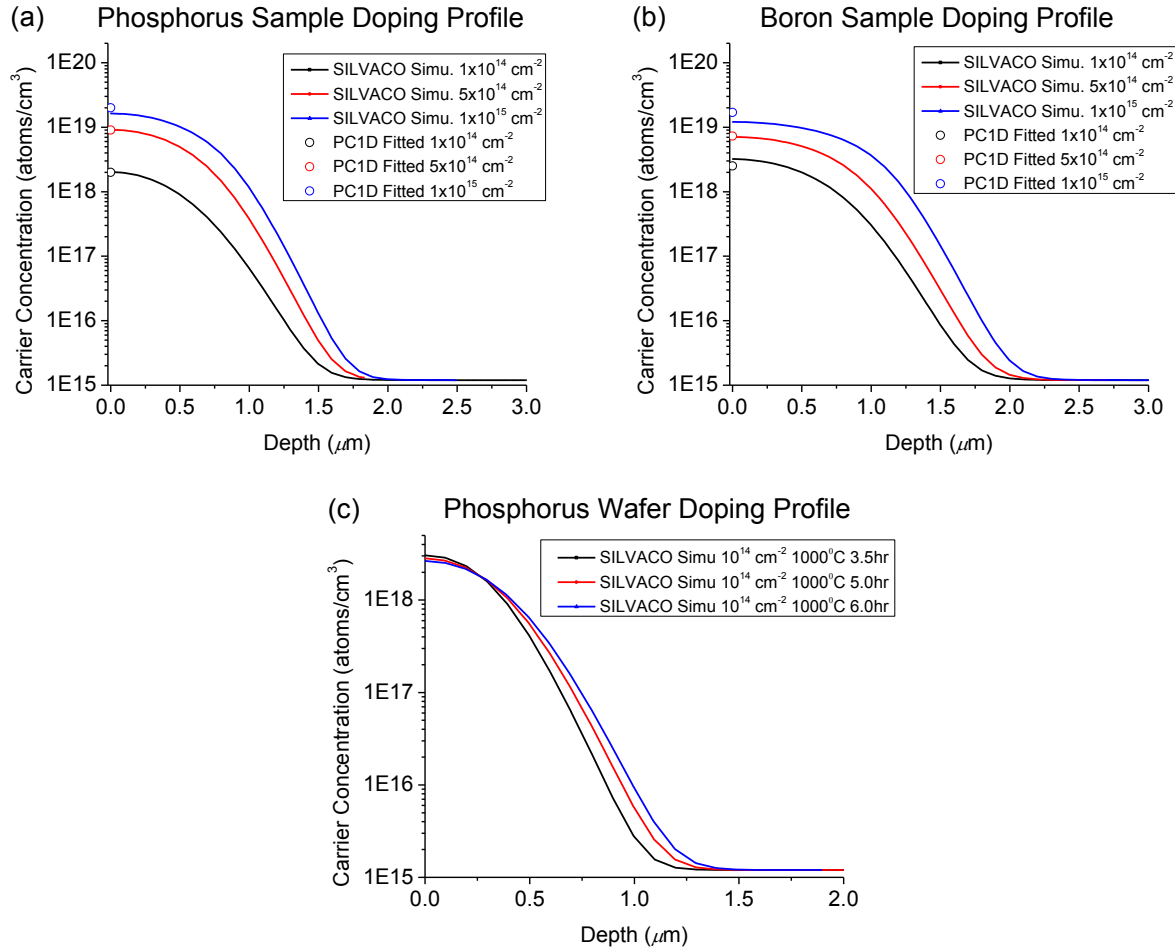 (a) Phosphorus Sample Doping Profile
Carrier Concentration (atoms/cm³)
1E20
1E19
1E18
1E17
1E16
1E15
SILVACO Simu. 1x10¹⁴ cm⁻²
SILVACO Simu. 5x10¹⁴ cm⁻²
SILVACO Simu. 1x10¹⁵ cm⁻²
PC1D Fitted 1x10¹⁴ cm⁻²
PC1D Fitted 5x10¹⁴ cm⁻²
PC1D Fitted 1x10¹⁵ cm⁻²
0.0 0.5 1.0 1.5 2.0 2.5 3.0
Depth (μm)
(b) Boron Sample Doping Profile
Carrier Concentration (atoms/cm³)
1E20
1E19
1E18
1E17
1E16
1E15
SILVACO Simu. 1x10¹⁴ cm⁻²
SILVACO Simu. 5x10¹⁴ cm⁻²
SILVACO Simu. 1x10¹⁵ cm⁻²
PC1D Fitted 1x10¹⁴ cm⁻²
PC1D Fitted 5x10¹⁴ cm⁻²
PC1D Fitted 1x10¹⁵ cm⁻²
0.0 0.5 1.0 1.5 2.0 2.5 3.0
Depth (μm)
(c) Phosphorus Wafer Doping Profile
Carrier Concentration (atoms/cm³)
1E18
1E17
1E16
1E15
SILVACO Simu 10¹⁴ cm⁻² 1000⁰C 3.5hr
SILVACO Simu 10¹⁴ cm⁻² 1000⁰C 5.0hr
SILVACO Simu 10¹⁴ cm⁻² 1000⁰C 6.0hr
0.0 0.5 1.0 1.5 2.0
Depth (μm)